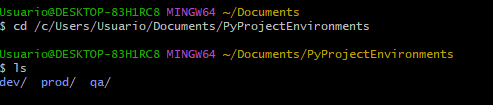 Usuario@DESKTOP-83H1RC8 MINGW64 ~/Documents
$ cd /c/Users/Usuario/Documents/PyProjectEnvironments
Usuario@DESKTOP-83H1RC8 MINGW64 ~/Documents/PyProjectEnvironments
$ ls
dev/  prod/  qa/